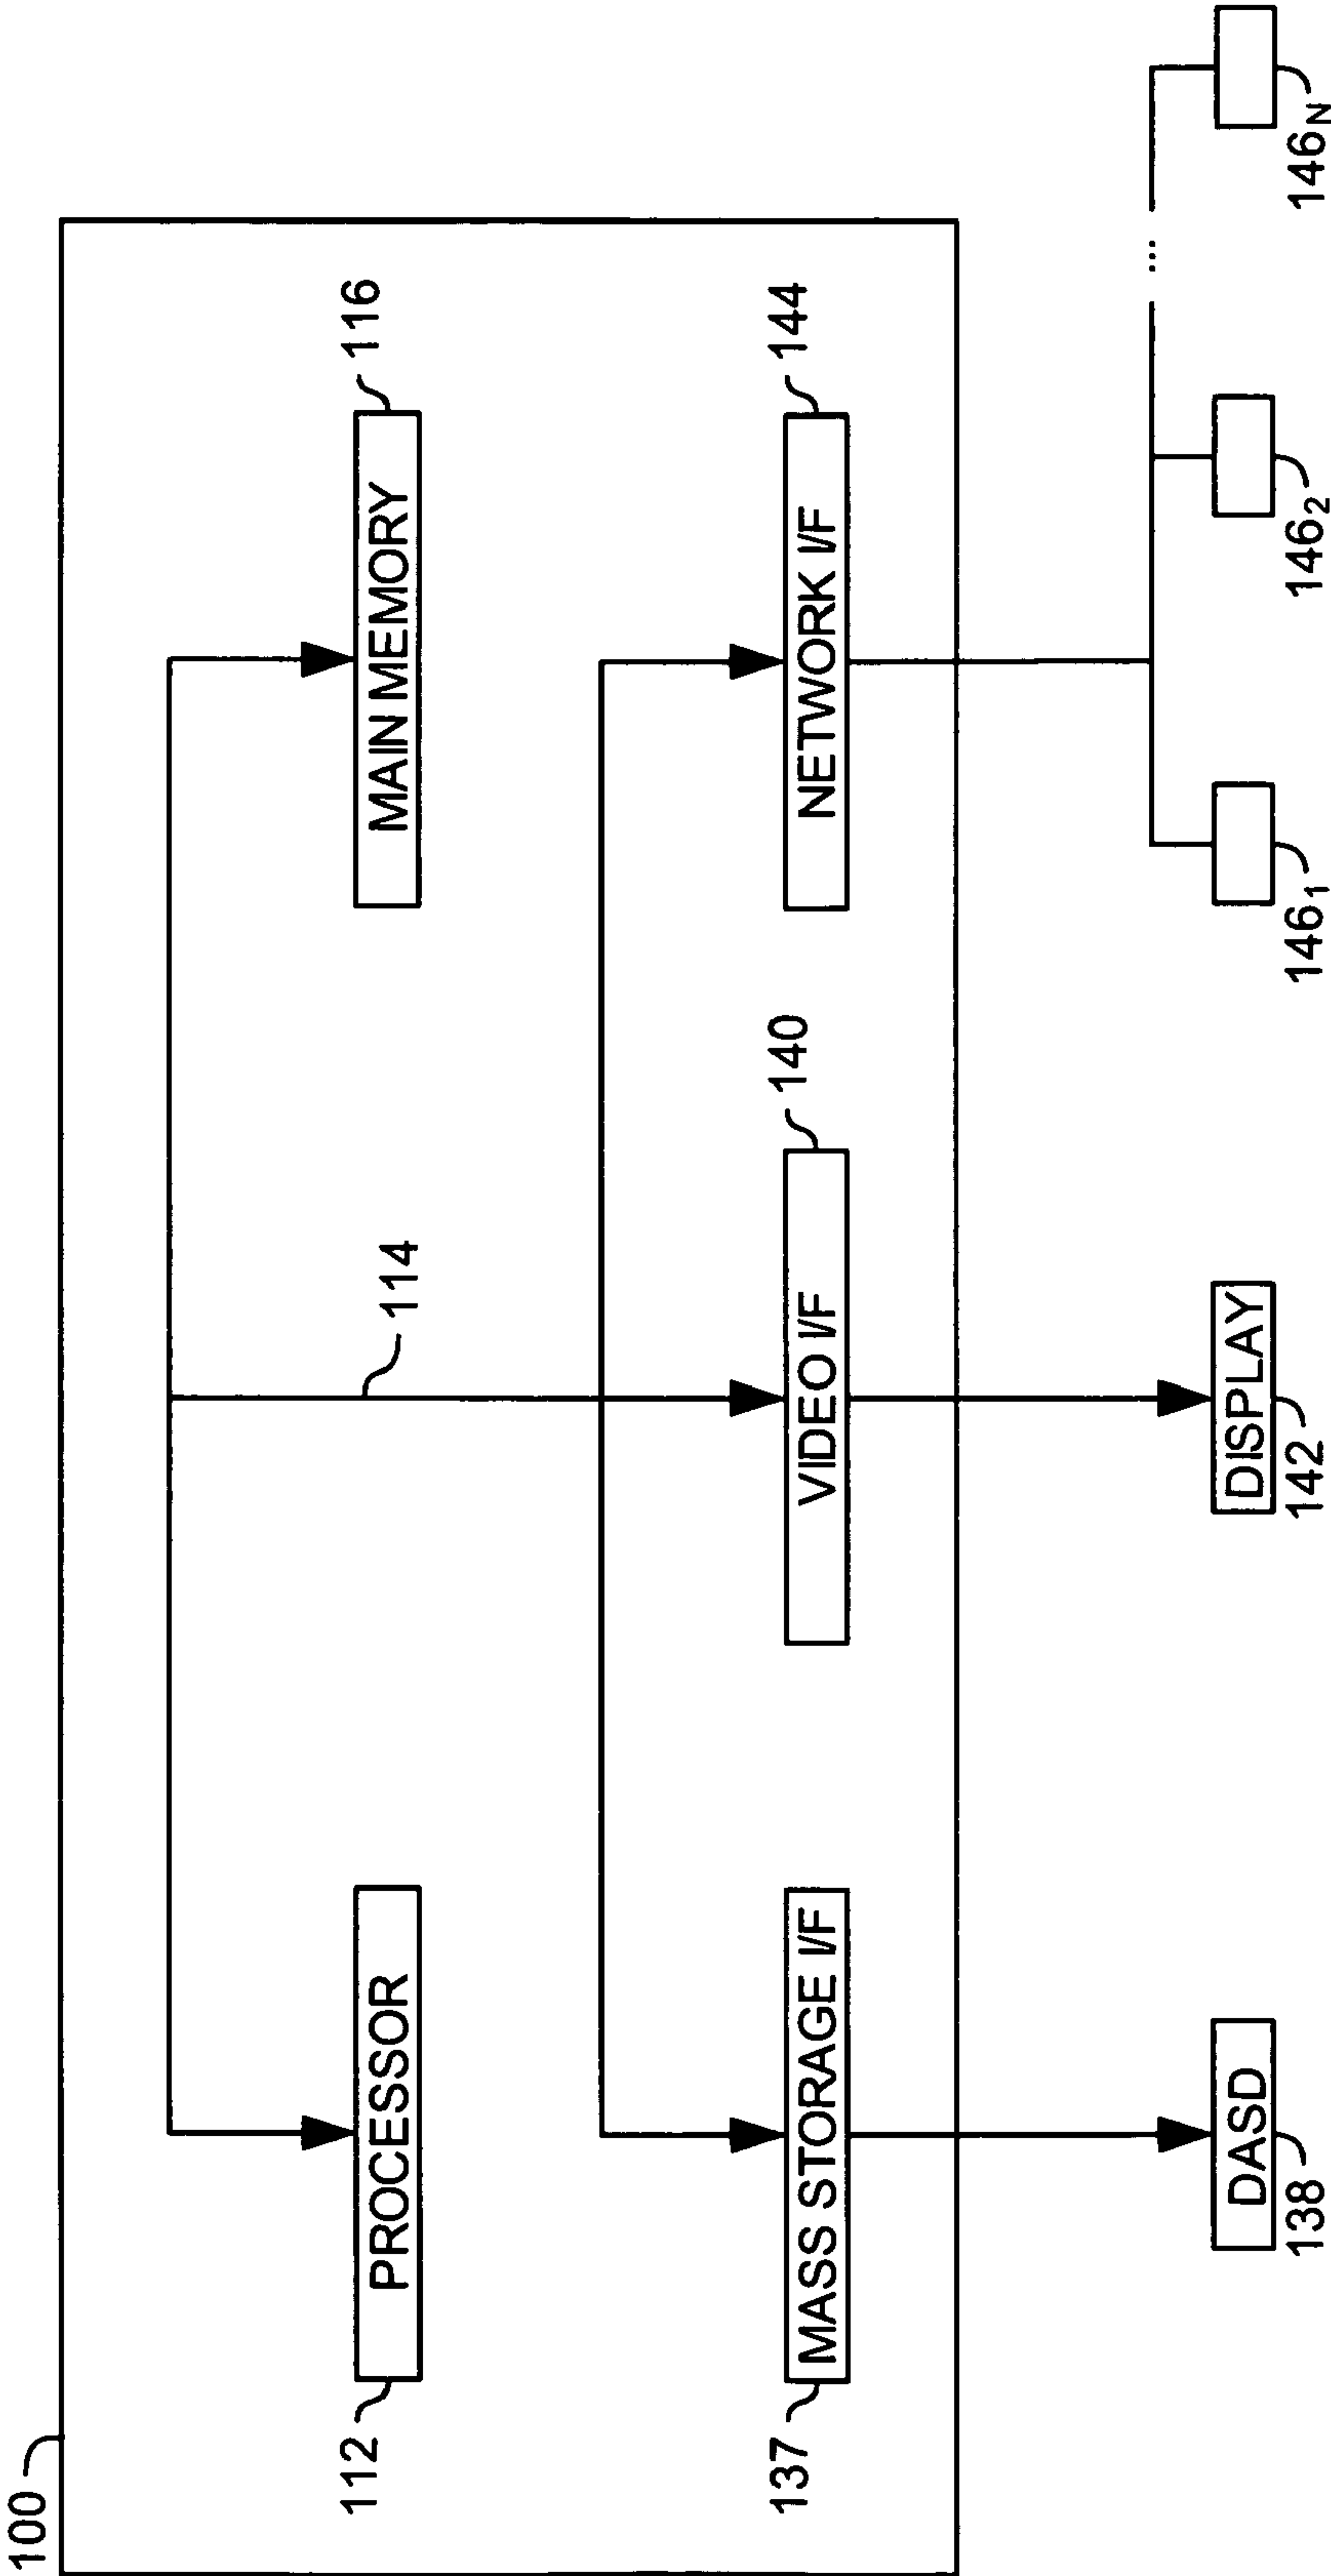 100
112
PROCESSOR
114
MAIN MEMORY
116
137
MASS STORAGE I/F
VIDEO I/F
140
NETWORK I/F
144
DASD
138
DISPLAY
142
...
146₁
146₂
146N